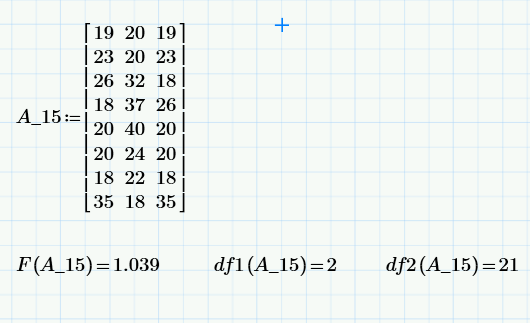 19 20 19
23 20 23
26 32 18
18 37 26
A_15:=
20 40 20
20 24 20
18 22 18
35 18 35
F(A_15)=1.039 df1(A_15)=2 df2(A_15)=21